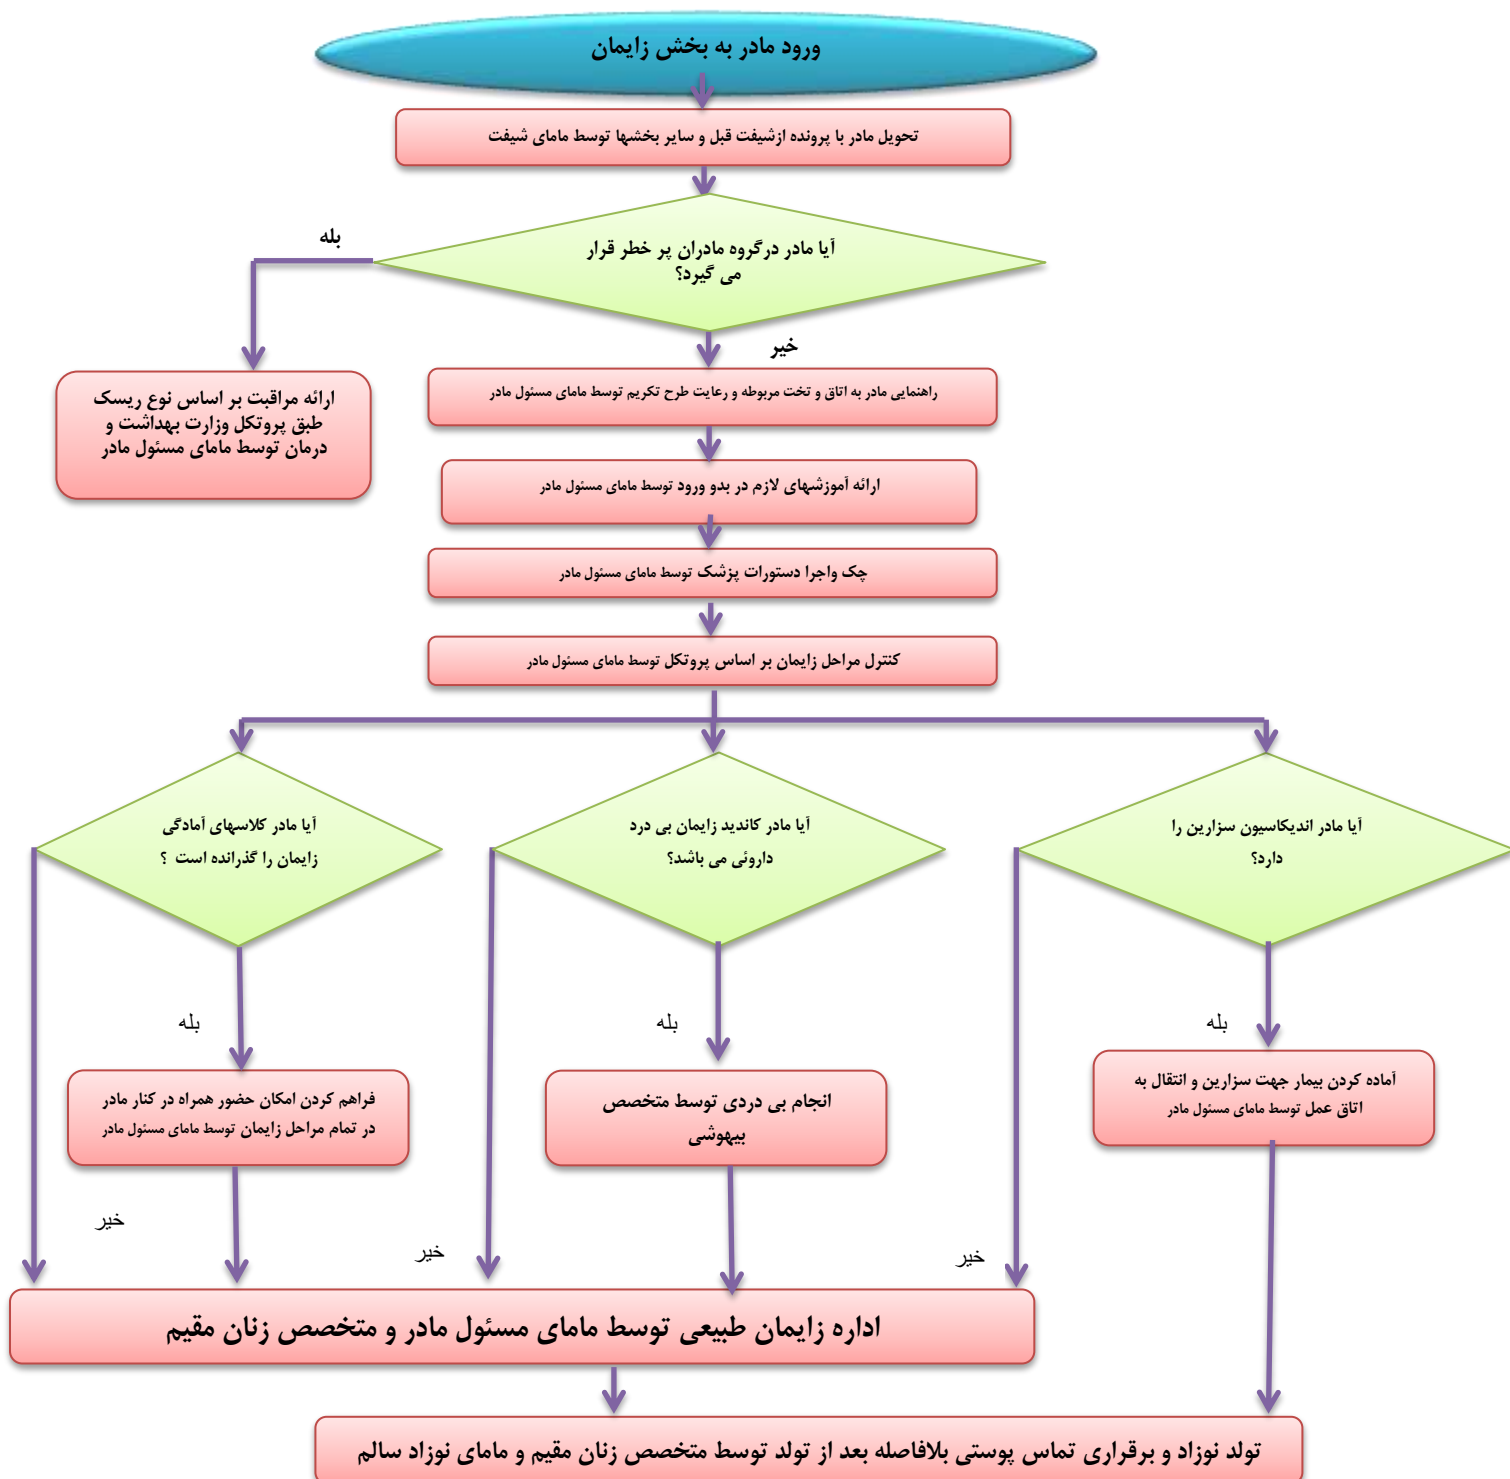 ورود مادر به بخش زایمان
تحویل مادر با پرونده ازشیفت قبل و سایر بخشها توسط مامای شیفت
آیا مادر درگروه مادران پر خطر قرار
می گیرد؟
بله
خیر
ارائه مراقبت بر اساس نوع ریسک
طبق پروتکل وزارت بهداشت و
درمان توسط مامای مسئول مادر
راهنمایی مادر به اتاق و تخت مربوطه و رعایت طرح تکریم توسط مامای مسئول مادر
ارائه آموزشهای لازم در بدو ورود توسط مامای مسئول مادر
چک واجرا دستورات پزشک توسط مامای مسئول مادر
کنترل مراحل زایمان بر اساس پروتکل توسط مامای مسئول مادر
آیا مادر اندیکاسیون سزارین را
دارد؟
آیا مادر کاندید زایمان بی درد
داروئی می باشد؟
آیا مادر کلاسهای آمادگی
زایمان را گذرانده است ؟
بله
بله
بله
آماده کردن بیمار جهت سزارین و انتقال به
اتاق عمل توسط مامای مسئول مادر
انجام بی دردی توسط متخصص
بیهوشی
فراهم کردن امکان حضور همراه در کنار مادر
در تمام مراحل زایمان توسط مامای مسئول مادر
خیر
خیر
خیر
اداره زایمان طبیعی توسط مامای مسئول مادر و متخصص زنان مقیم
تولد نوزاد و برقراری تماس پوستی بلافاصله بعد از تولد توسط متخصص زنان مقیم و مامای نوزاد سالم